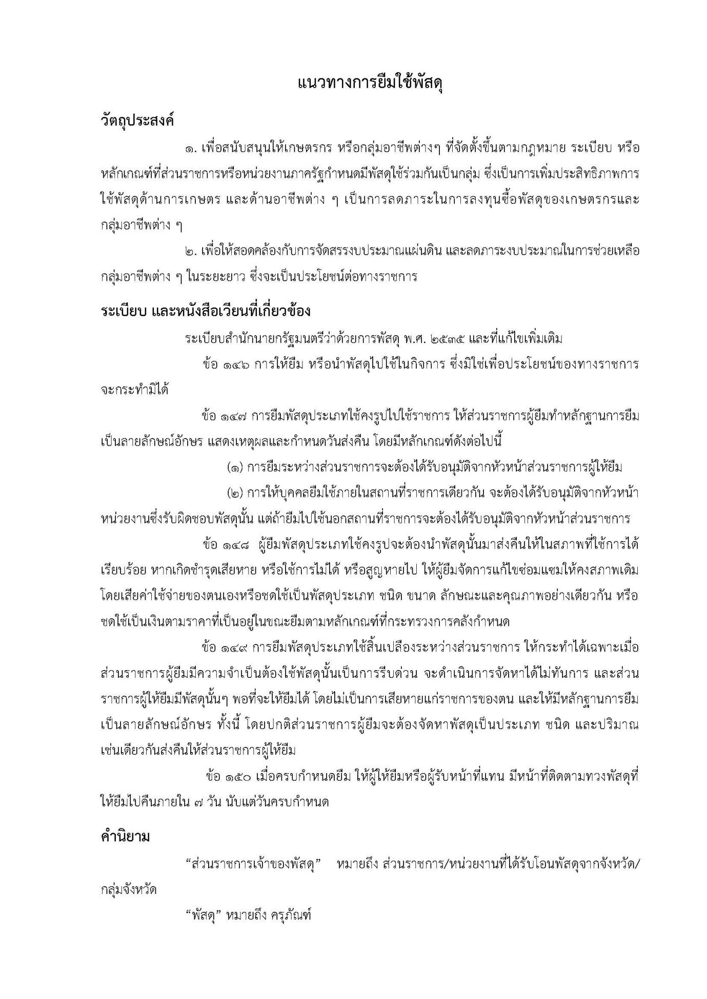 แนวทางการยืมใช้พัสดุ
วัตถุประสงค์
๑. เพื่อสนับสนุนให้เกษตรกร หรือกลุ่มอาชีพต่างๆ ที่จัดตั้งขึ้นตามกฎหมาย ระเบียบ หรือ
หลักเกณฑ์ที่ส่วนราชการหรือหน่วยงานภาครัฐกำหนดมีพัสดุใช้ร่วมกันเป็นกลุ่ม ซึ่งเป็นการเพิ่มประสิทธิภาพการ
ใช้พัสดุด้านการเกษตร และด้านอาชีพต่าง ๆ เป็นการลดภาระในการลงทุนซื้อพัสดุของเกษตรกรและ
กลุ่มอาชีพต่าง ๆ
๒. เพื่อให้สอดคล้องกับการจัดสรรงบประมาณแผ่นดิน และลดภาระงบประมาณในการช่วยเหลือ
กลุ่มอาชีพต่าง ๆ ในระยะยาว ซึ่งจะเป็นประโยชน์ต่อทางราชการ
ระเบียบ และหนังสือเวียนที่เกี่ยวข้อง
ระเบียบสำนักนายกรัฐมนตรีว่าด้วยการพัสดุ พ.ศ. ๒๕๓๕ และที่แก้ไขเพิ่มเติม
ข้อ ๑๔๖ การให้ยืม หรือนำพัสดุไปใช้ในกิจการ ซึ่งมิใช่เพื่อประโยชน์ของทางราชการ
จะกระทำมิได้
ข้อ ๑๔๗ การยืมพัสดุประเภทใช้คงรูปไปใช้ราชการ ให้ส่วนราชการผู้ยืมทำหลักฐานการยืม
เป็นลายลักษณ์อักษร แสดงเหตุผลและกำหนดวันส่งคืน โดยมีหลักเกณฑ์ดังต่อไปนี้
(๑) การยืมระหว่างส่วนราชการจะต้องได้รับอนุมัติจากหัวหน้าส่วนราชการผู้ให้ยืม
(๒) การให้บุคคลยืมใช้ภายในสถานที่ราชการเดียวกัน จะต้องได้รับอนุมัติจากหัวหน้า
หน่วยงานซึ่งรับผิดชอบพัสดุนั้น แต่ถ้ายืมไปใช้นอกสถานที่ราชการจะต้องได้รับอนุมัติจากหัวหน้าส่วนราชการ
ข้อ ๑๔๘ ผู้ยืมพัสดุประเภทใช้คงรูปจะต้องนำพัสดุนั้นมาส่งคืนให้ในสภาพที่ใช้การได้
เรียบร้อย หากเกิดชำรุดเสียหาย หรือใช้การไม่ได้ หรือสูญหายไป ให้ผู้ยืมจัดการแก้ไขซ่อมแซมให้คงสภาพเดิม
โดยเสียค่าใช้จ่ายของตนเองหรือชดใช้เป็นพัสดุประเภท ชนิด ขนาด ลักษณะและคุณภาพอย่างเดียวกัน หรือ
ชดใช้เป็นเงินตามราคาที่เป็นอยู่ในขณะยืมตามหลักเกณฑ์ที่กระทรวงการคลังกำหนด
ข้อ ๑๔๙ การยืมพัสดุประเภทใช้สิ้นเปลืองระหว่างส่วนราชการ ให้กระทำได้เฉพาะเมื่อ
ส่วนราชการผู้ยืมมีความจำเป็นต้องใช้พัสดุนั้นเป็นการรีบด่วน จะดำเนินการจัดหาได้ไม่ทันการ และส่วน
ราชการผู้ให้ยืมมีพัสดุนั้นๆ พอที่จะให้ยืมได้ โดยไม่เป็นการเสียหายแก่ราชการของตน และให้มีหลักฐานการยืม
เป็นลายลักษณ์อักษร ทั้งนี้ โดยปกติส่วนราชการผู้ยืมจะต้องจัดหาพัสดุเป็นประเภท ชนิด และปริมาณ
เช่นเดียวกันส่งคืนให้ส่วนราชการผู้ให้ยืม
ข้อ ๑๕๐ เมื่อครบกำหนดยืม ให้ผู้ให้ยืมหรือผู้รับหน้าที่แทน มีหน้าที่ติดตามทวงพัสดุที่
ให้ยืมไปคืนภายใน ๗ วัน นับแต่วันครบกำหนด
คำนิยาม
“ส่วนราชการเจ้าของพัสดุ” หมายถึง ส่วนราชการ/หน่วยงานที่ได้รับโอนพัสดุจากจังหวัด/
กลุ่มจังหวัด
“พัสดุ” หมายถึง ครุภัณฑ์